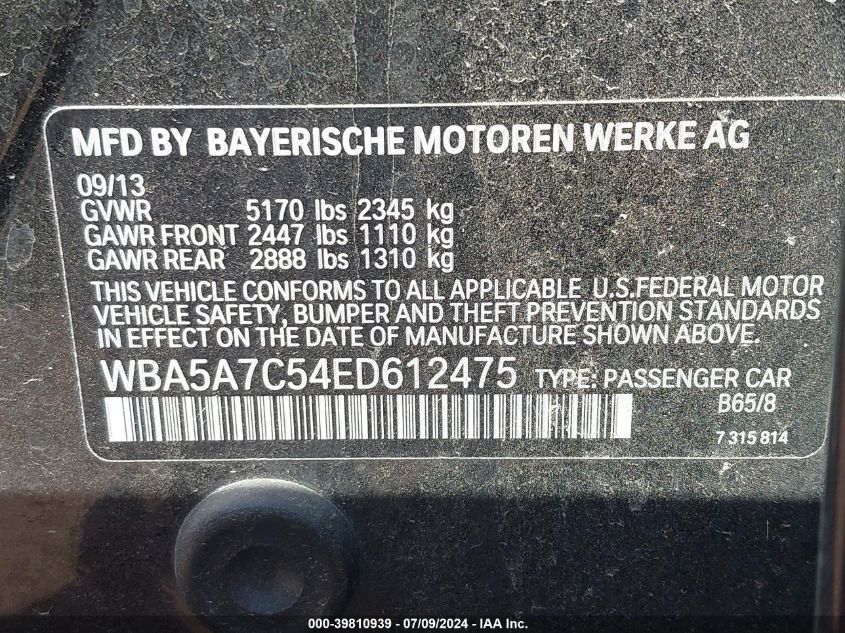 MFD BY BAYERISCHE MOTOREN WERKE AG
09/13
GVWR 5170 lbs 2345 kg
GAWR FRONT 2447 lbs 1110 kg
GAWR REAR 2888 lbs 1310 kg
THIS VEHICLE CONFORMS TO ALL APPLICABLE U.S.FEDERAL MOTOR
VEHICLE SAFETY, BUMPER AND THEFT PREVENTION STANDARDS
IN EFFECT ON THE DATE OF MANUFACTURE SHOWN ABOVE.
WBA5A7C54ED612475 TYPE: PASSENGER CAR
B65/8
7 315 814
000-39810939 / 07/09/2024 - IAA Inc.